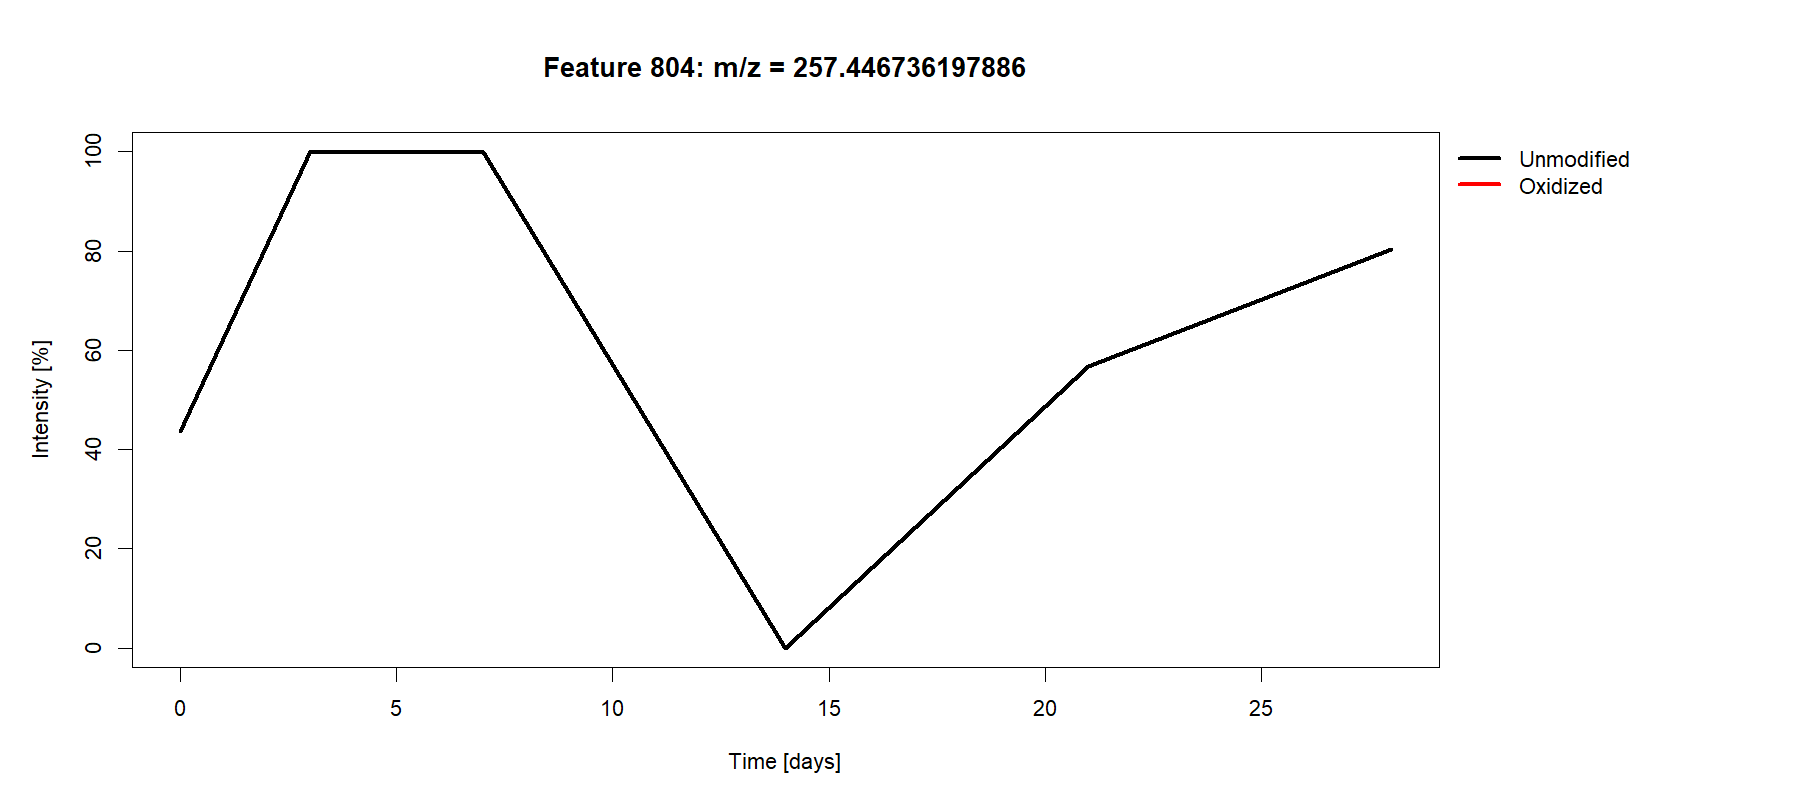 Feature 804: m/z = 257.446736197886
Unmodified
Oxidized
Intensity [%]
100
80
60
40
20
0
0 5 10 15 20 25
Time [days]